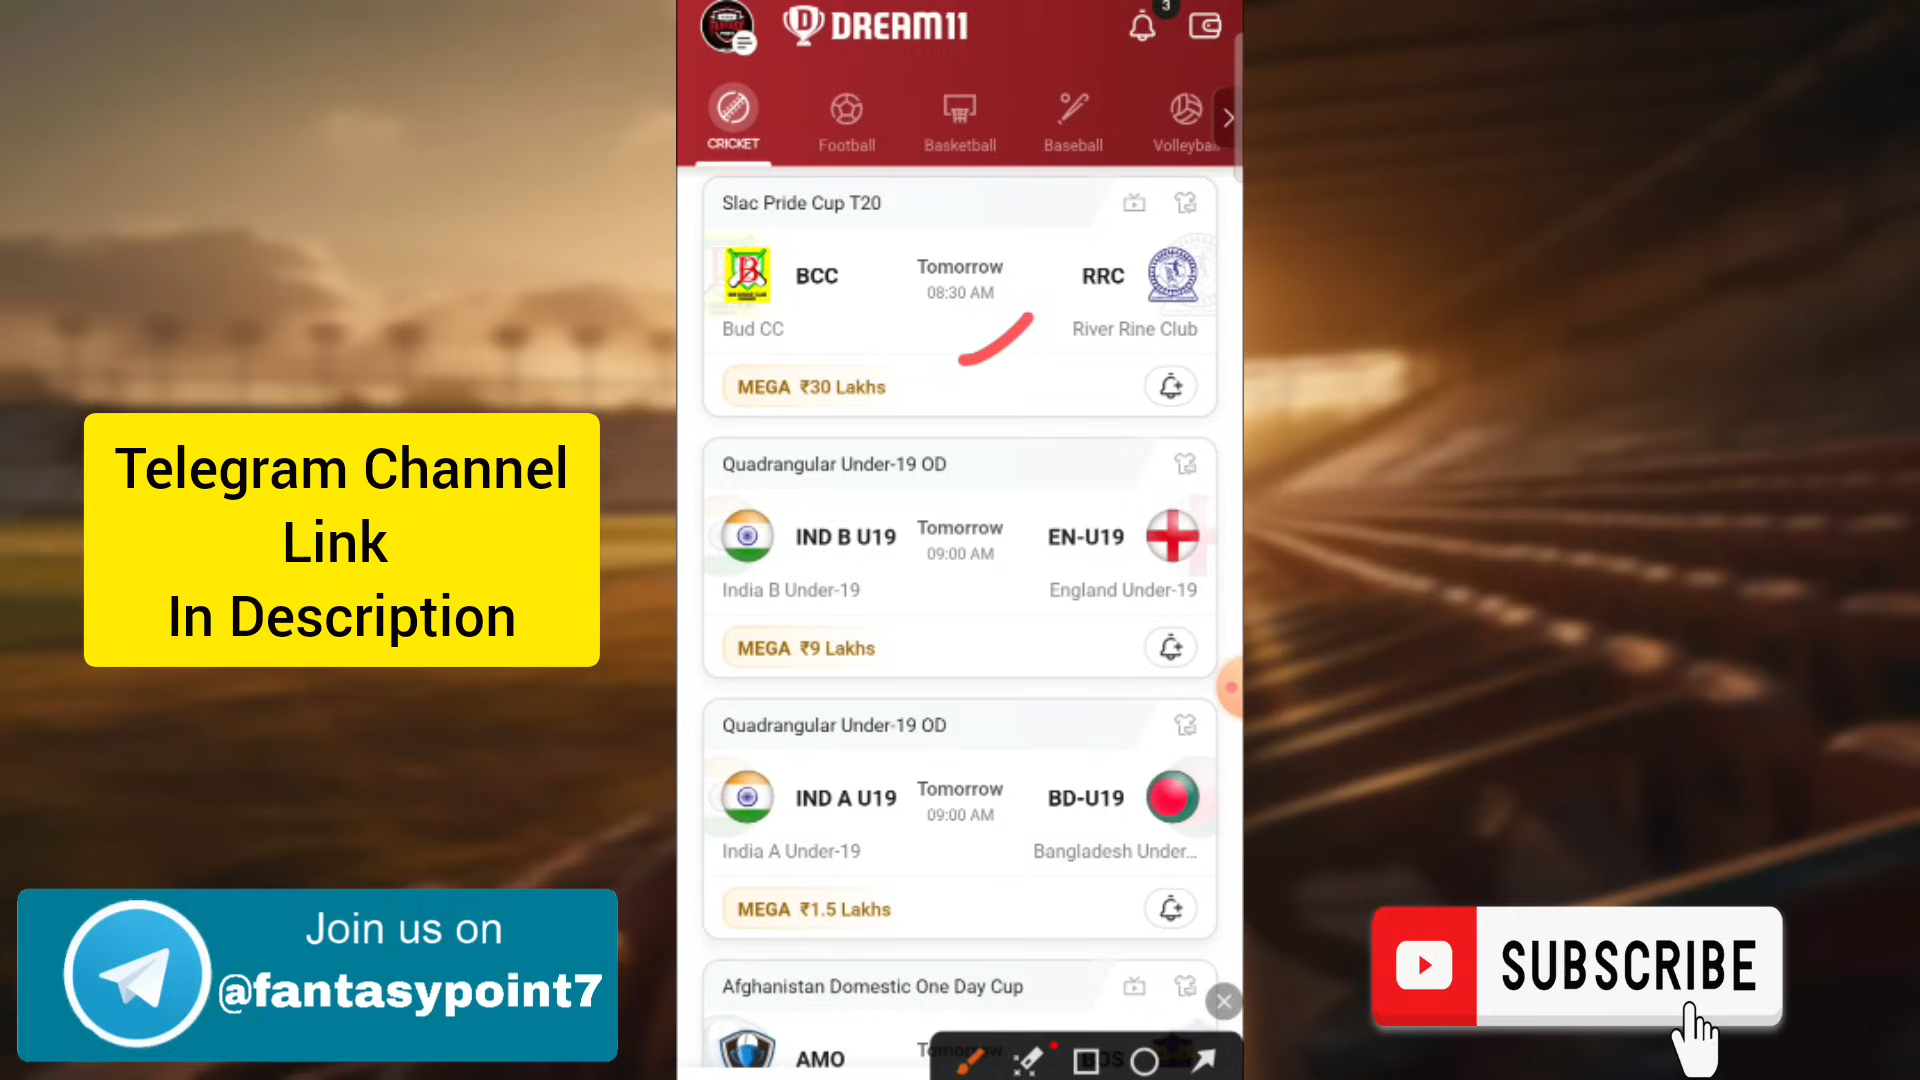 3
DREAM11
CRICKET
Football
Basketball
Baseball
Volleyball
Slac Pride Cup T20
BCC
Tomorrow
08:30 AM
RRC
Bud CC
River Rine Club
MEGA ₹30 Lakhs
Quadrangular Under-19 OD
IND B U19
Tomorrow
09:00 AM
EN-U19
India B Under-19
England Under-19
MEGA ₹9 Lakhs
Quadrangular Under-19 OD
IND A U19
Tomorrow
09:00 AM
BD-U19
India A Under-19
Bangladesh Under...
MEGA ₹1.5 Lakhs
Afghanistan Domestic One Day Cup
AMO
Tomorrow
BOS
Telegram Channel
Link
In Description
Join us on
@fantasypoint7
SUBSCRIBE